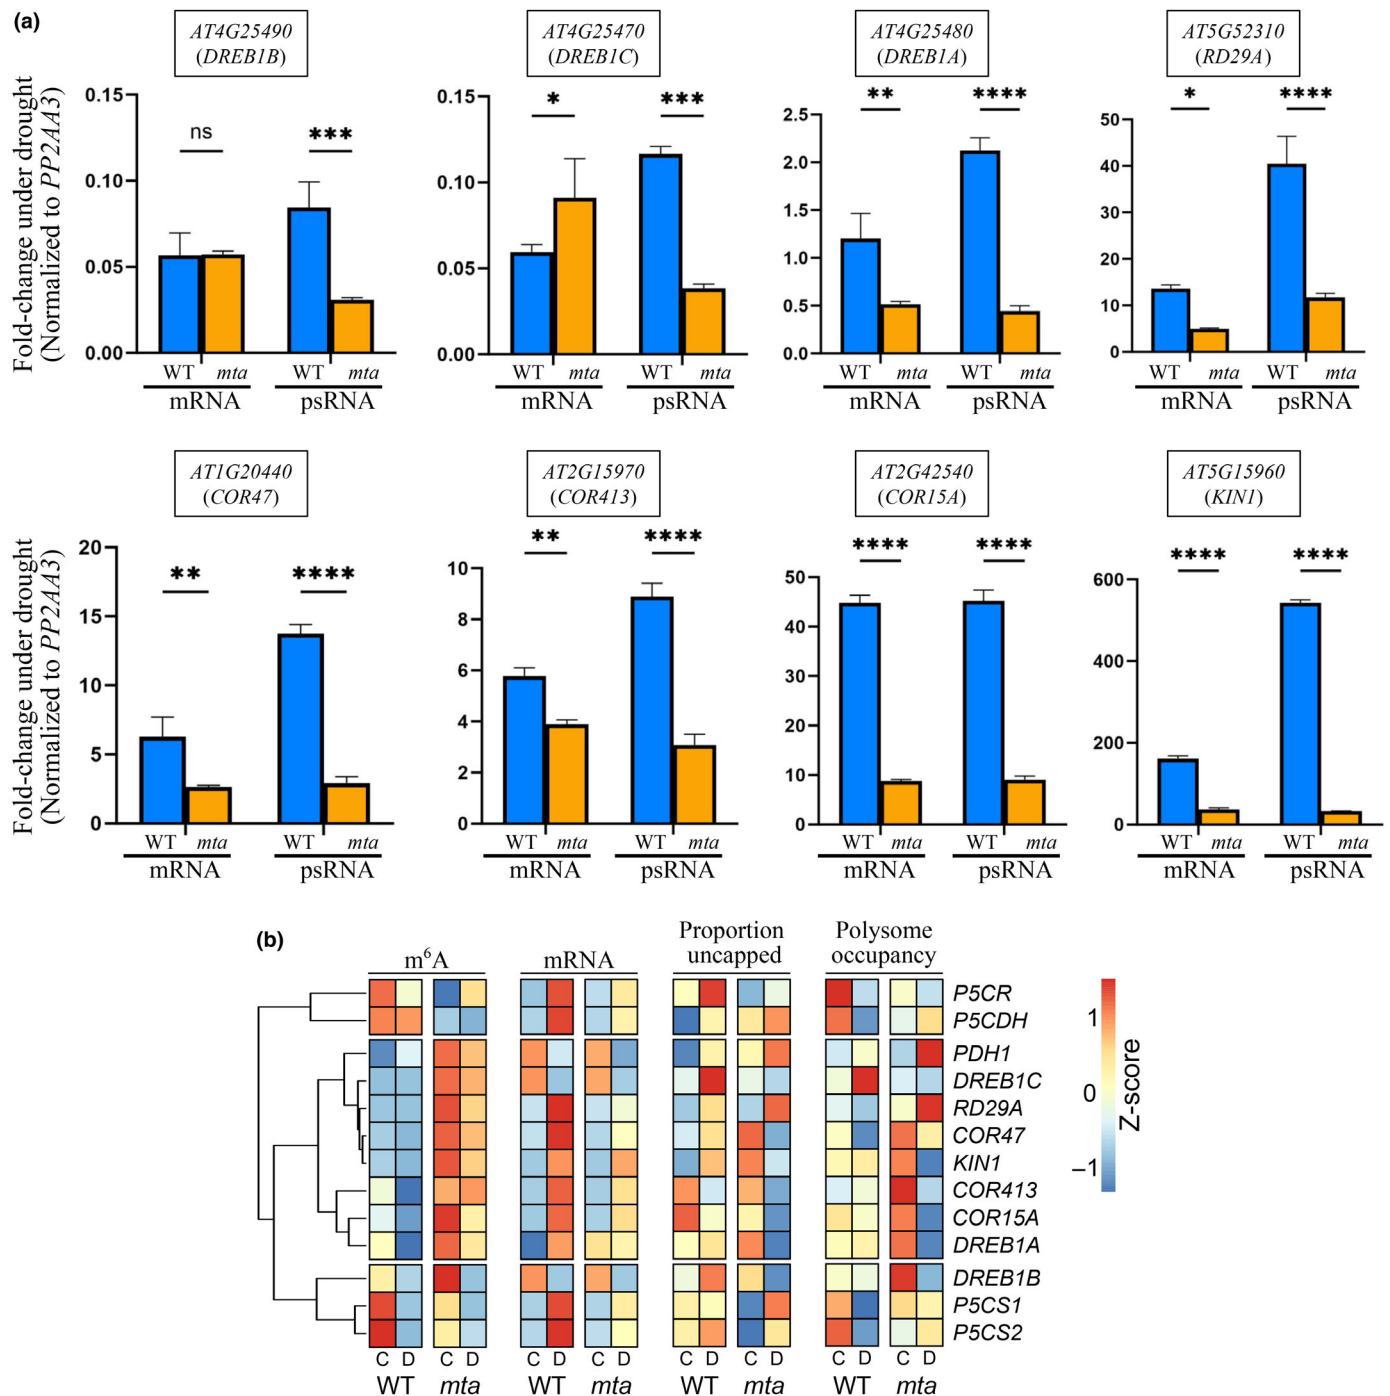 (a)
AT4G25490
(DREB1B)
AT4G25470
(DREB1C)
AT4G25480
(DREB1A)
AT5G52310
(RD29A)
Fold-change under drought
(Normalized to PP2AA3)
0.15
0.10
0.05
0.00
ns
***
WT mta WT mta
mRNA psRNA
0.15
0.10
0.05
0.00
*
***
WT mta WT mta
mRNA psRNA
2.5
2.0
1.5
1.0
0.5
0.0
**
****
WT mta WT mta
mRNA psRNA
50
40
30
20
10
0
*
****
WT mta WT mta
mRNA psRNA
AT1G20440
(COR47)
AT2G15970
(COR413)
AT2G42540
(COR15A)
AT5G15960
(KIN1)
Fold-change under drought
(Normalized to PP2AA3)
20
15
10
5
0
**
****
WT mta WT mta
mRNA psRNA
10
8
6
4
2
0
**
****
WT mta WT mta
mRNA psRNA
50
40
30
20
10
0
****
****
WT mta WT mta
mRNA psRNA
600
400
200
0
****
****
WT mta WT mta
mRNA psRNA
(b)
m⁶A
mRNA
Proportion
uncapped
Polysome
occupancy
P5CR
P5CDH
PDH1
DREB1C
RD29A
COR47
KIN1
COR413
COR15A
DREB1A
DREB1B
P5CS1
P5CS2
C D C D C D C D C D C D C D C D
WT mta WT mta WT mta WT mta
1
0
−1
Z-score